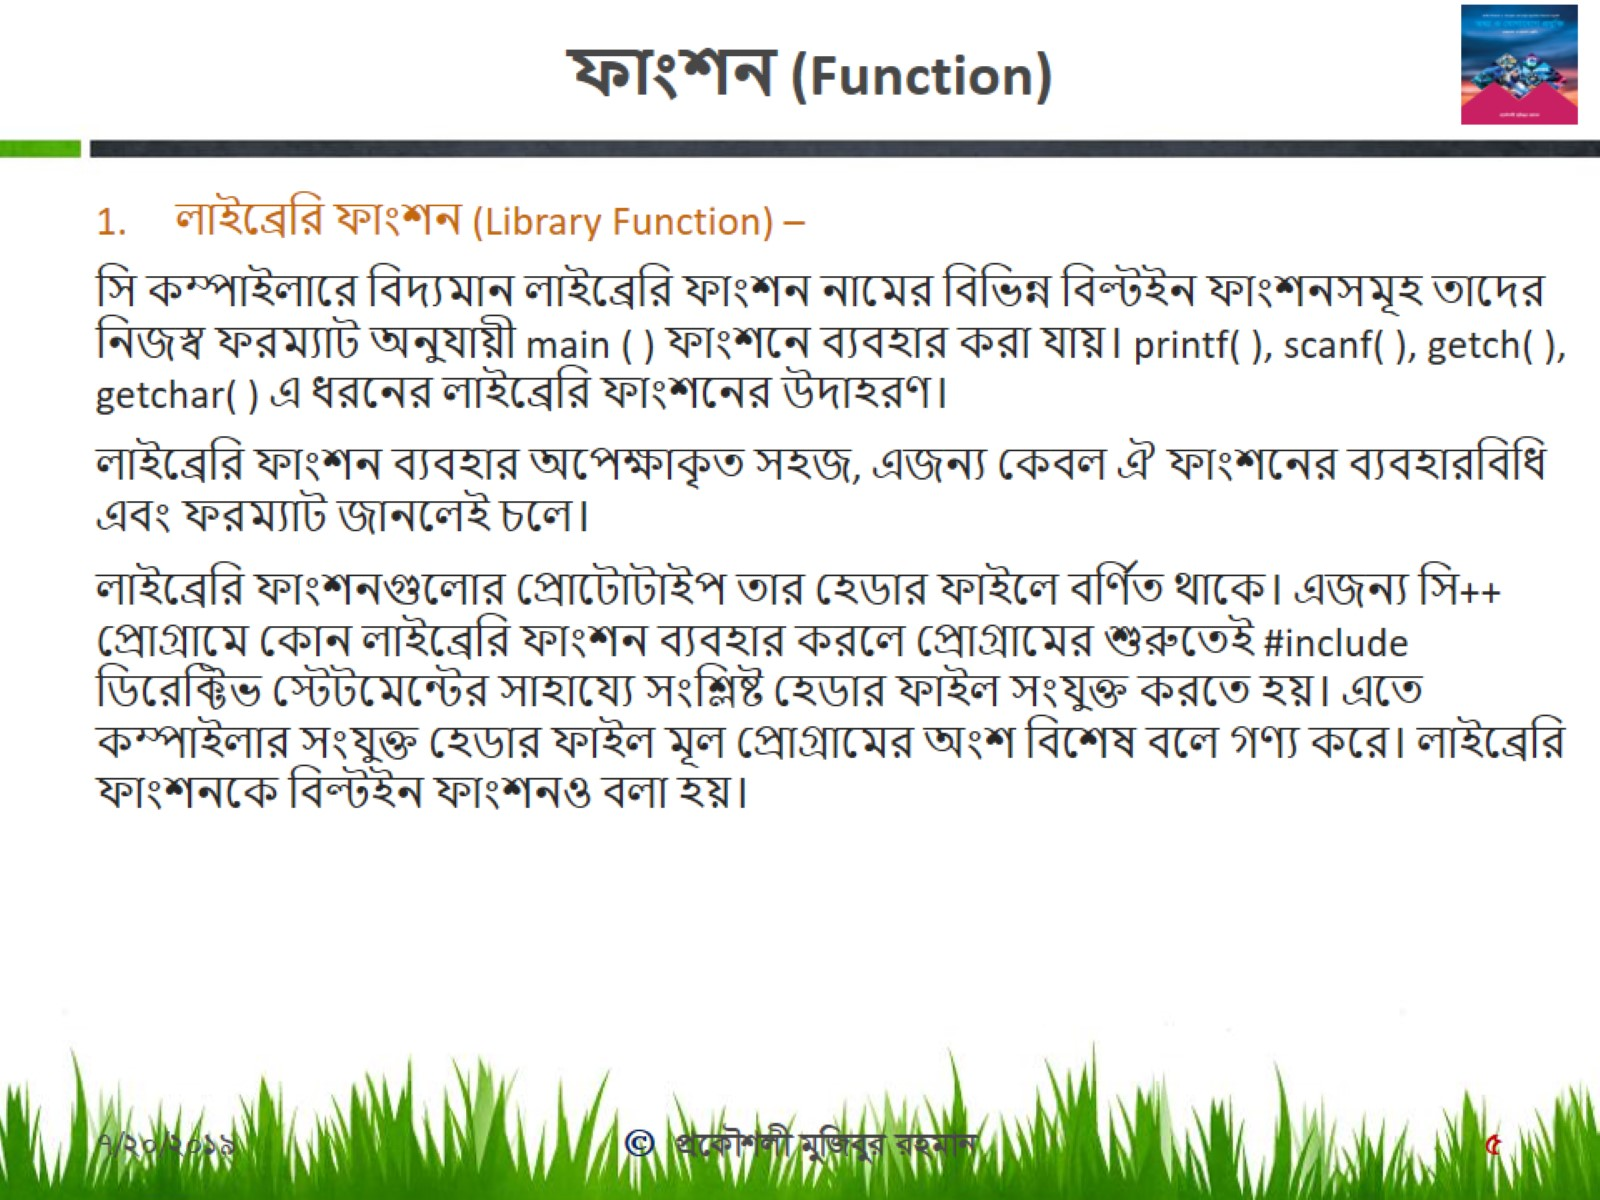 ফাংশন (Function)
1. লাইব্রেরি ফাংশন (Library Function) –
সি কম্পাইলারে বিদ্যমান লাইব্রেরি ফাংশন নামের বিভিন্ন বিল্টইন ফাংশনসমূহ তাদের
নিজস্ব ফরম্যাট অনুযায়ী main ( ) ফাংশনে ব্যবহার করা যায়। printf( ), scanf( ), getch( ),
getchar( ) এ ধরনের লাইব্রেরি ফাংশনের উদাহরণ।
লাইব্রেরি ফাংশন ব্যবহার অপেক্ষাকৃত সহজ, এজন্য কেবল ঐ ফাংশনের ব্যবহারবিধি
এবং ফরম্যাট জানলেই চলে।
লাইব্রেরি ফাংশনগুলোর প্রোটোটাইপ তার হেডার ফাইলে বর্ণিত থাকে। এজন্য সি++
প্রোগ্রামে কোন লাইব্রেরি ফাংশন ব্যবহার করলে প্রোগ্রামের শুরুতেই #include
ডিরেক্টিভ স্টেটমেন্টের সাহায্যে সংশ্লিষ্ট হেডার ফাইল সংযুক্ত করতে হয়। এতে
কম্পাইলার সংযুক্ত হেডার ফাইল মূল প্রোগ্রামের অংশ বিশেষ বলে গণ্য করে। লাইব্রেরি
ফাংশনকে বিল্টইন ফাংশনও বলা হয়।
৭/২০/২০১৯
© প্রকৌশলী মুজিবুর রহমান
৫